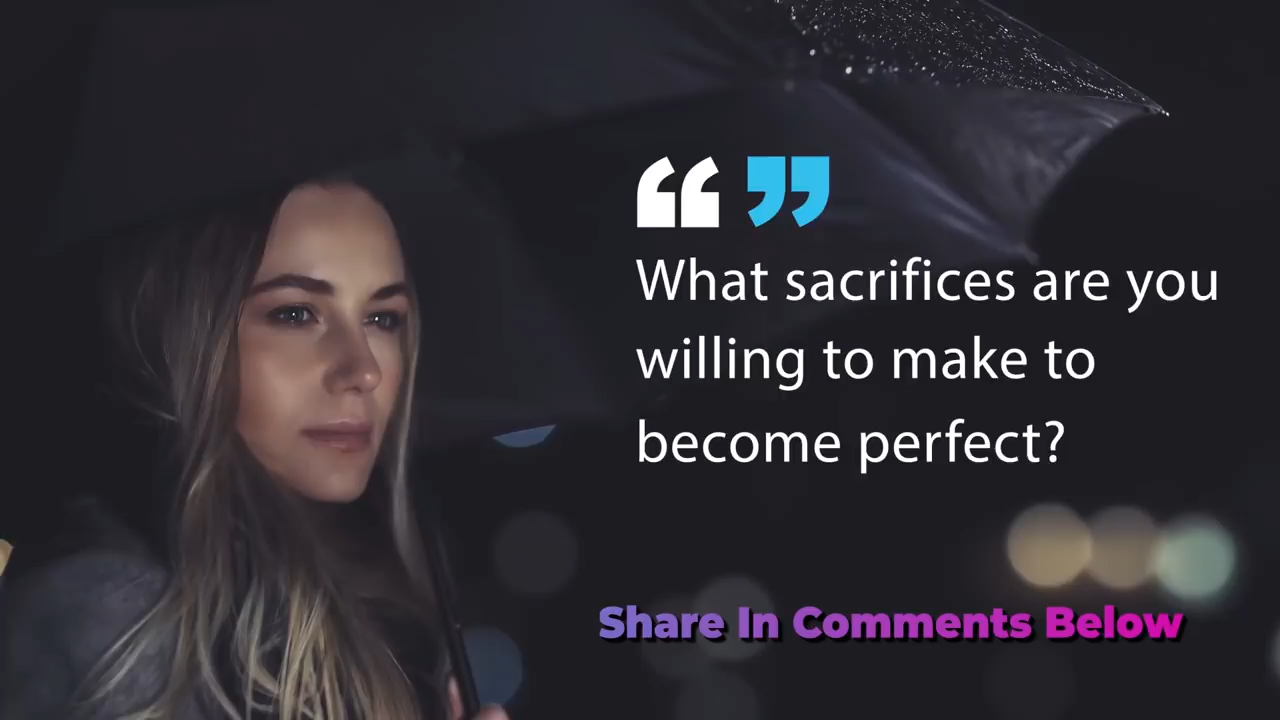 “ ”
What sacrifices are you
willing to make to
become perfect?
Share In Comments Below